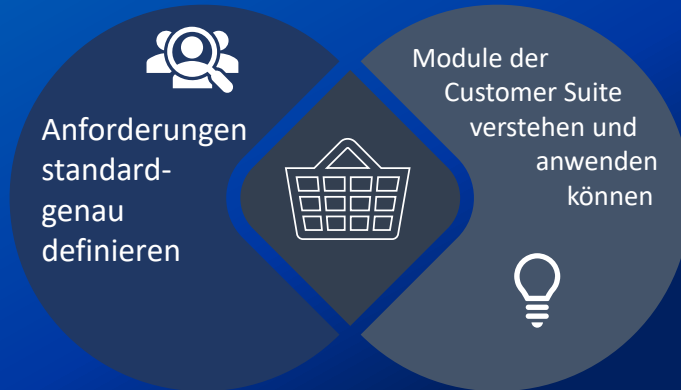 Anforderungen
standard-
genau
definieren
Module der
Customer Suite
verstehen und
anwenden
können